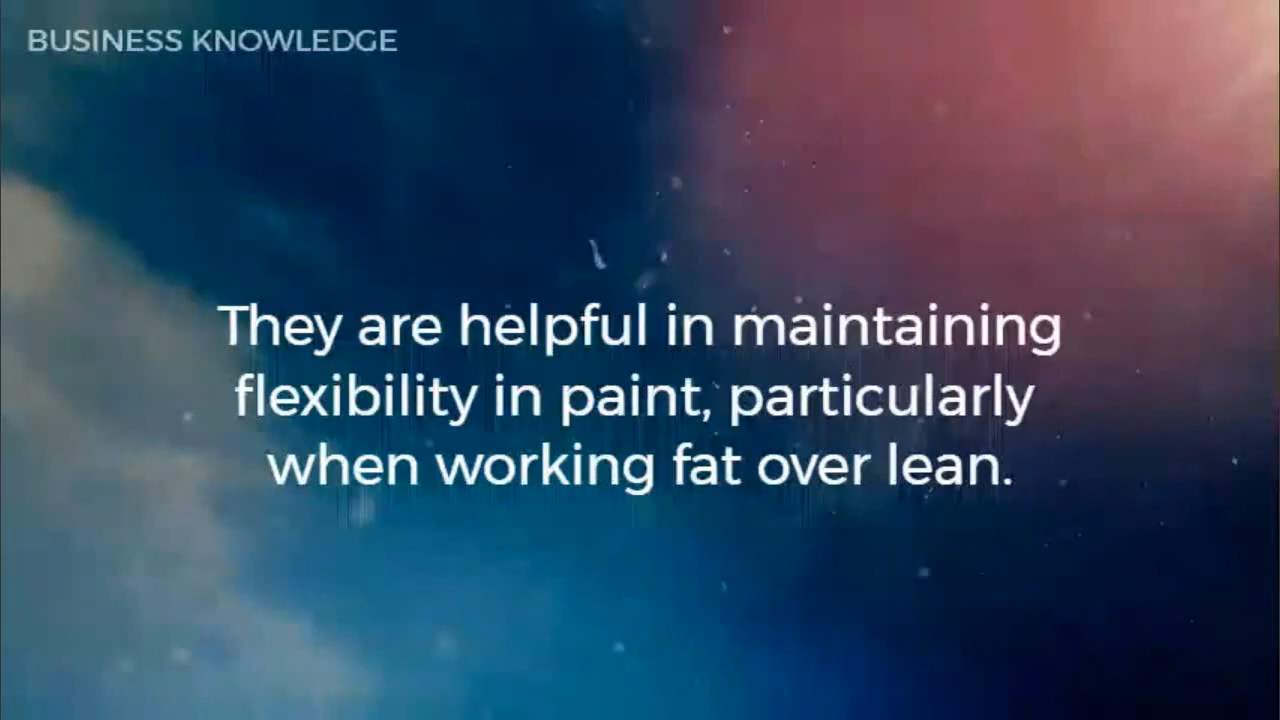 BUSINESS KNOWLEDGE
They are helpful in maintaining
flexibility in paint, particularly
when working fat over lean.